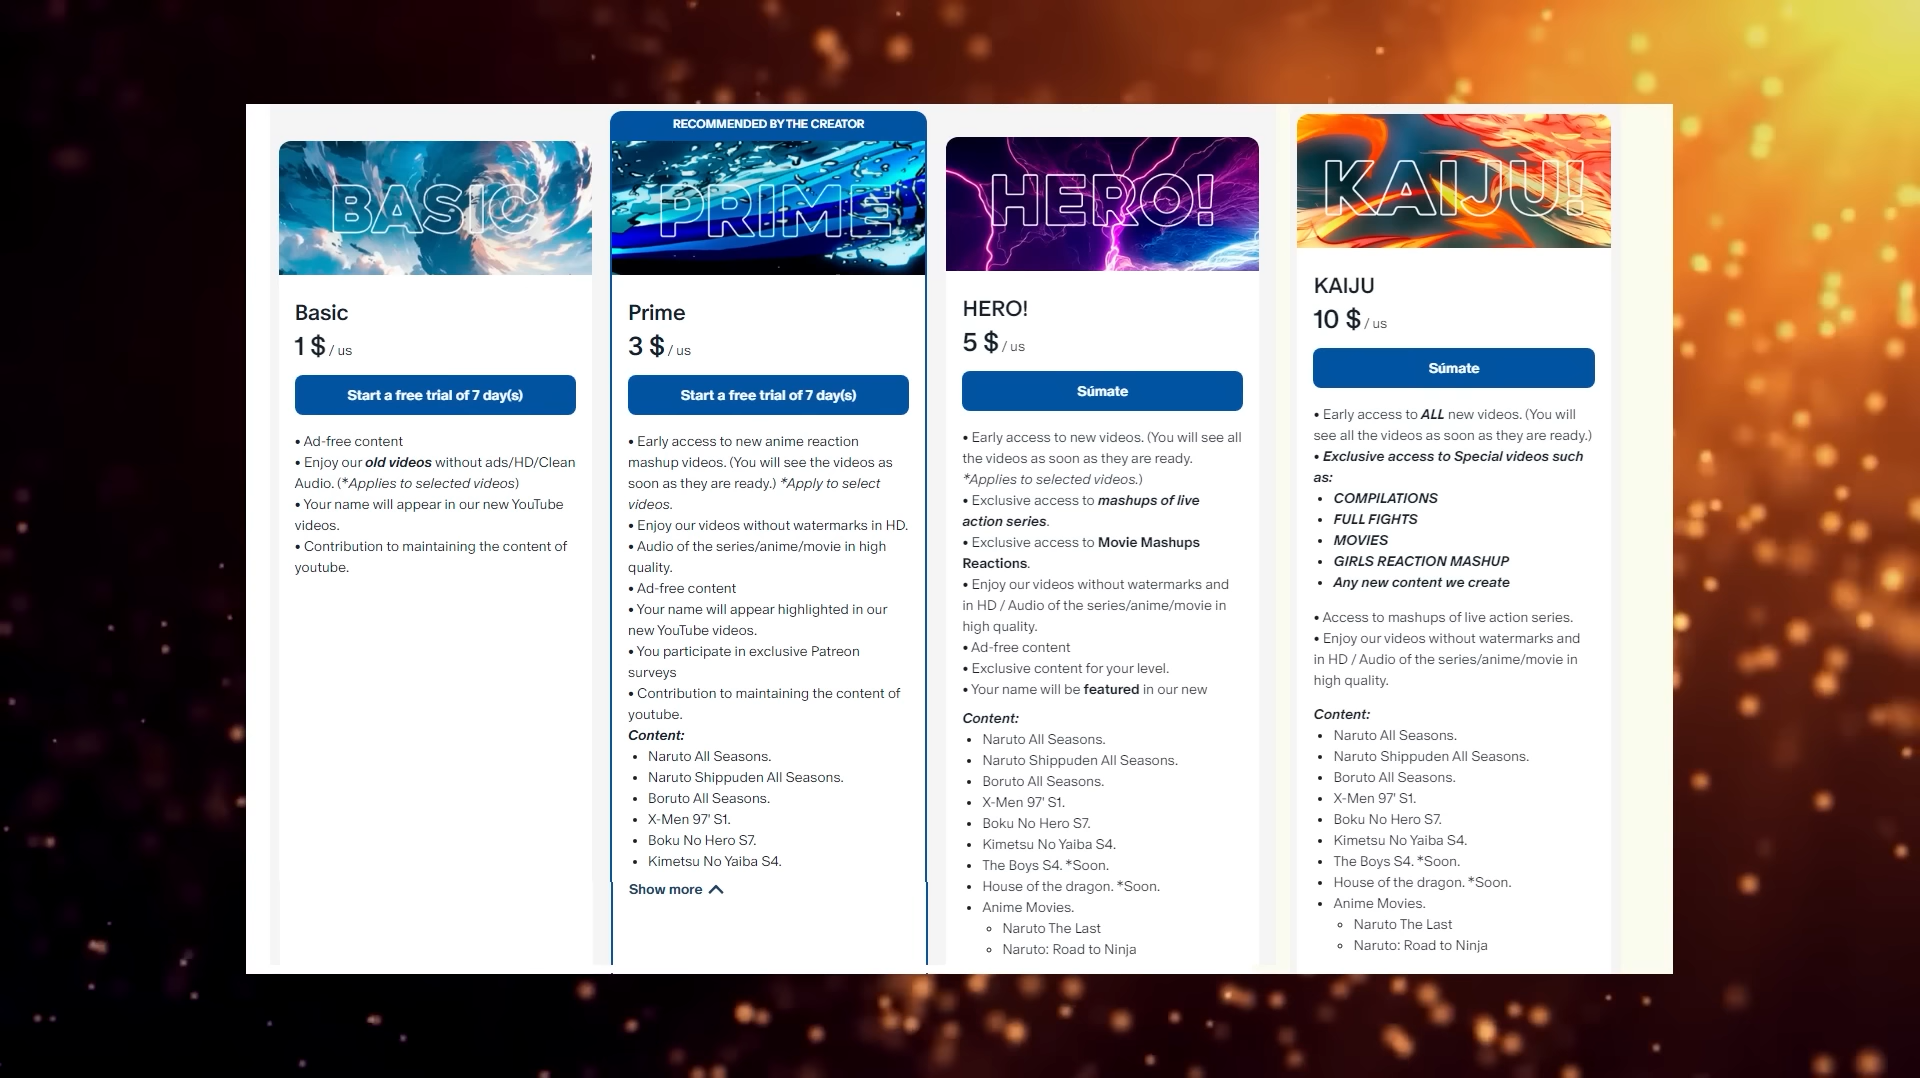 BASIC
Basic
1 $ / us
Start a free trial of 7 day(s)
• Ad-free content
• Enjoy our old videos without ads/HD/Clean
Audio. (*Applies to selected videos)
• Your name will appear in our new YouTube
videos.
• Contribution to maintaining the content of
youtube.
RECOMMENDED BY THE CREATOR
PRIME
Prime
3 $ / us
Start a free trial of 7 day(s)
• Early access to new anime reaction
mashup videos. (You will see the videos as
soon as they are ready.) *Apply to select
videos.
• Enjoy our videos without watermarks in HD.
• Audio of the series/anime/movie in high
quality.
• Ad-free content
• Your name will appear highlighted in our
new YouTube videos.
• You participate in exclusive Patreon
surveys
• Contribution to maintaining the content of
youtube.
Content:
• Naruto All Seasons.
• Naruto Shippuden All Seasons.
• Boruto All Seasons.
• X-Men 97' S1.
• Boku No Hero S7.
• Kimetsu No Yaiba S4.
Show more
HERO!
HERO!
5 $ / us
Súmate
• Early access to new videos. (You will see all
the videos as soon as they are ready.
*Applies to selected videos.)
• Exclusive access to mashups of live
action series.
• Exclusive access to Movie Mashups
Reactions.
• Enjoy our videos without watermarks and
in HD / Audio of the series/anime/movie in
high quality.
• Ad-free content
• Exclusive content for your level.
• Your name will be featured in our new
Content:
• Naruto All Seasons.
• Naruto Shippuden All Seasons.
• Boruto All Seasons.
• X-Men 97' S1.
• Boku No Hero S7.
• Kimetsu No Yaiba S4.
• The Boys S4. *Soon.
• House of the dragon. *Soon.
• Anime Movies.
◦ Naruto The Last
◦ Naruto: Road to Ninja
KAIJU!
KAIJU
10 $ / us
Súmate
• Early access to ALL new videos. (You will
see all the videos as soon as they are ready.)
• Exclusive access to Special videos such
as:
• COMPILATIONS
• FULL FIGHTS
• MOVIES
• GIRLS REACTION MASHUP
• Any new content we create
• Access to mashups of live action series.
• Enjoy our videos without watermarks and
in HD / Audio of the series/anime/movie in
high quality.
Content:
• Naruto All Seasons.
• Naruto Shippuden All Seasons.
• Boruto All Seasons.
• X-Men 97' S1.
• Boku No Hero S7.
• Kimetsu No Yaiba S4.
• The Boys S4. *Soon.
• House of the dragon. *Soon.
• Anime Movies.
◦ Naruto The Last
◦ Naruto: Road to Ninja